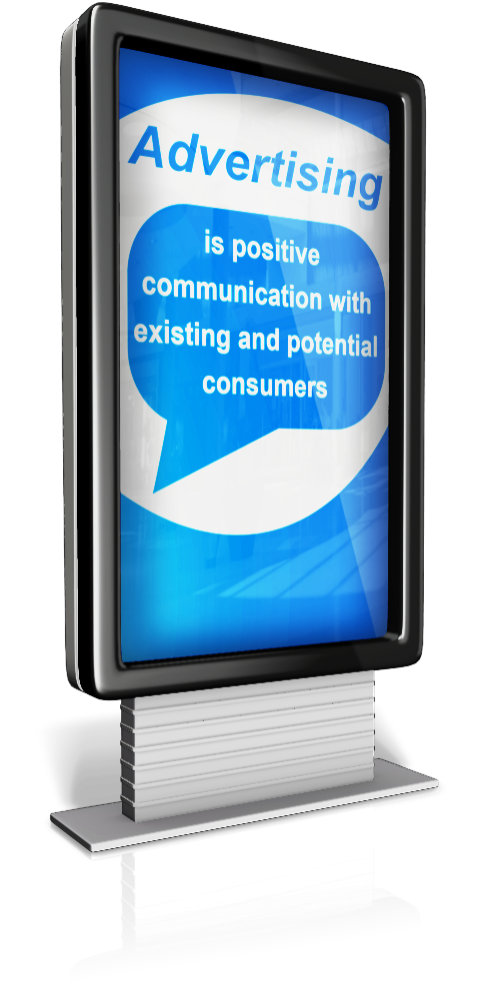 Advertising
is positive
communication with
existing and potential
consumers